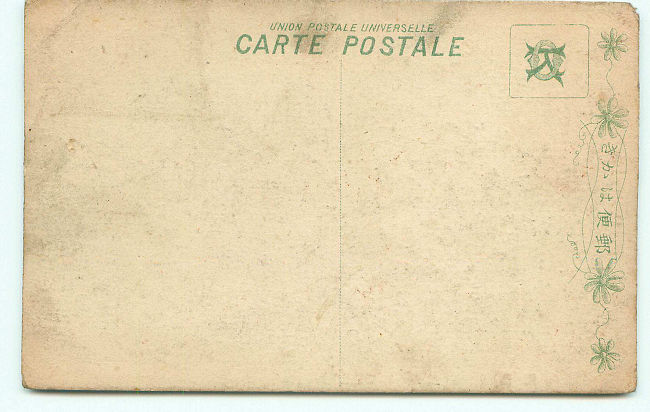 UNION POSTALE UNIVERSELLE
CARTE POSTALE
郵便はかき